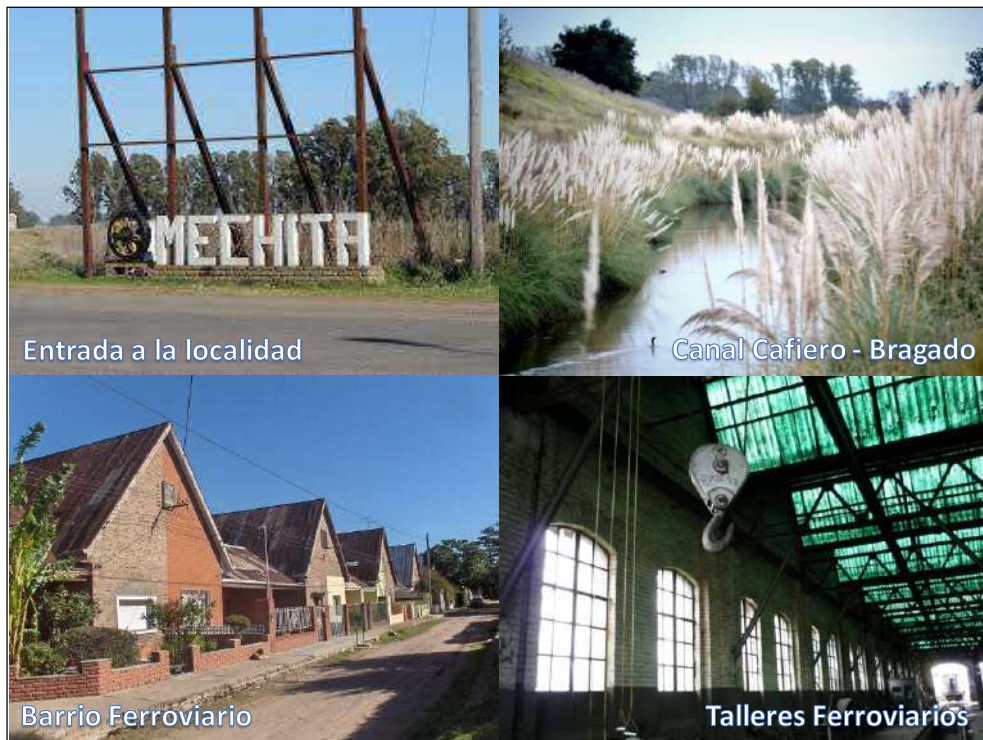 MECHITA
Entrada a la localidad
Canal Cafiero - Bragado
Barrio Ferroviario
Talleres Ferroviarios